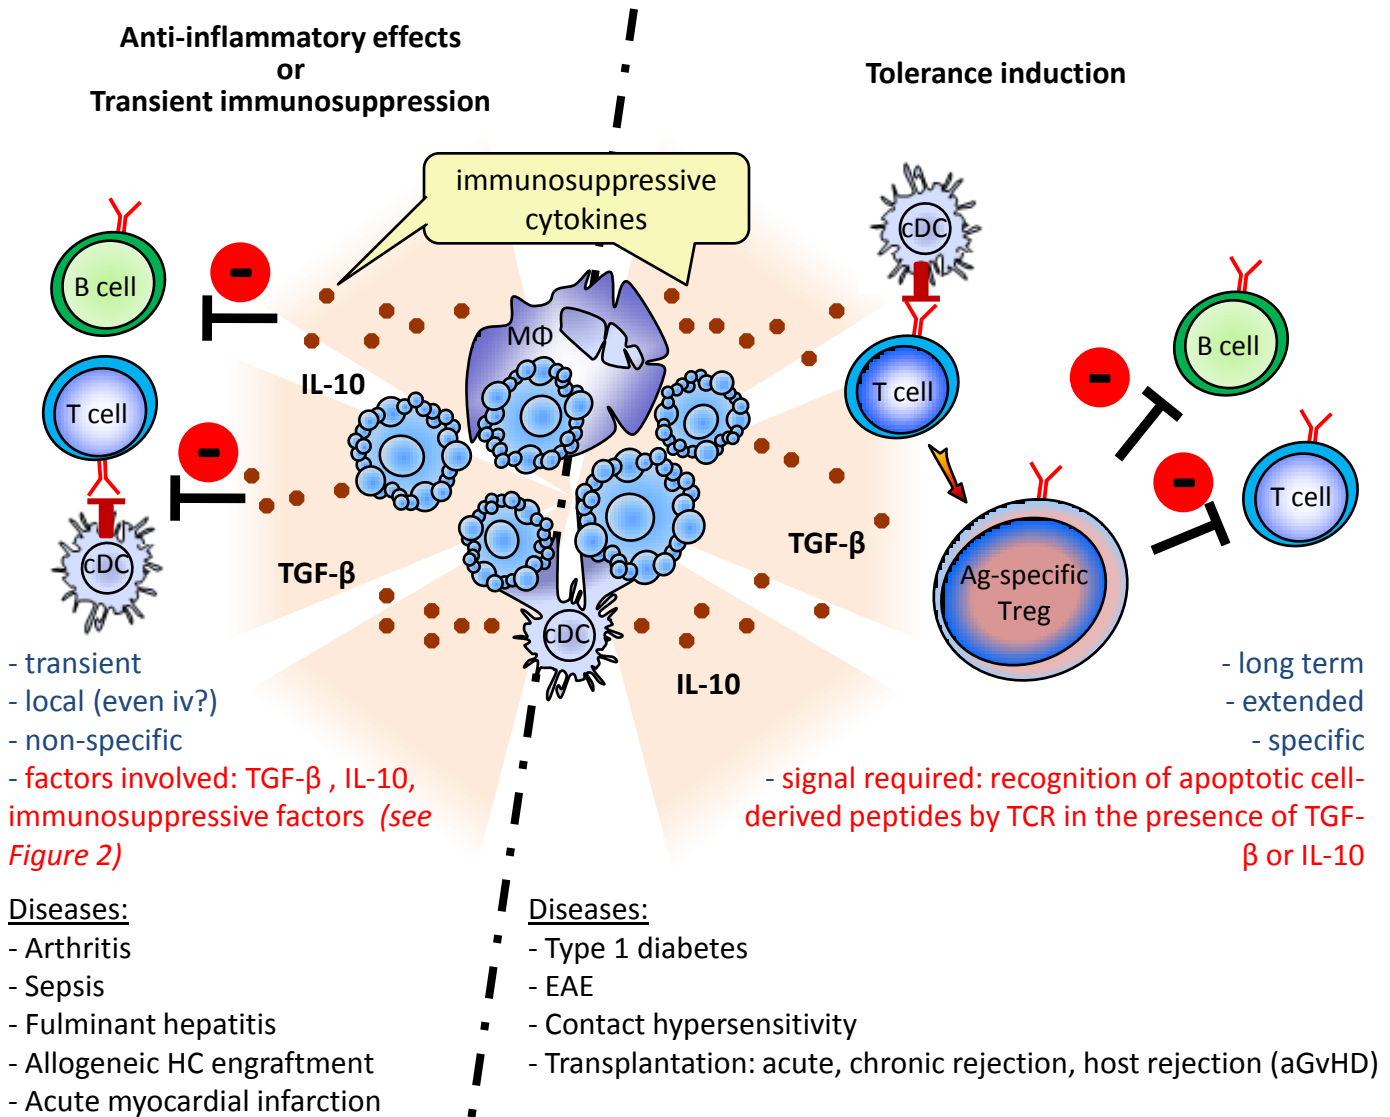 Anti-inflammatory effects
or
Transient immunosuppression
Tolerance induction
immunosuppressive
cytokines
cDC
B cell
-
MΦ
B cell
-
IL-10
T cell
T cell
-
T cell
-
TGF-β
TGF-β
cDC
Ag-specific
Treg
cDC
IL-10
- transient
- local (even iv?)
- non-specific
- factors involved: TGF-β , IL-10,
immunosuppressive factors (see
Figure 2)
- long term
- extended
- specific
- signal required: recognition of apoptotic cell-
derived peptides by TCR in the presence of TGF-
β or IL-10
Diseases:
- Arthritis
- Sepsis
- Fulminant hepatitis
- Allogeneic HC engraftment
- Acute myocardial infarction
Diseases:
- Type 1 diabetes
- EAE
- Contact hypersensitivity
- Transplantation: acute, chronic rejection, host rejection (aGvHD)